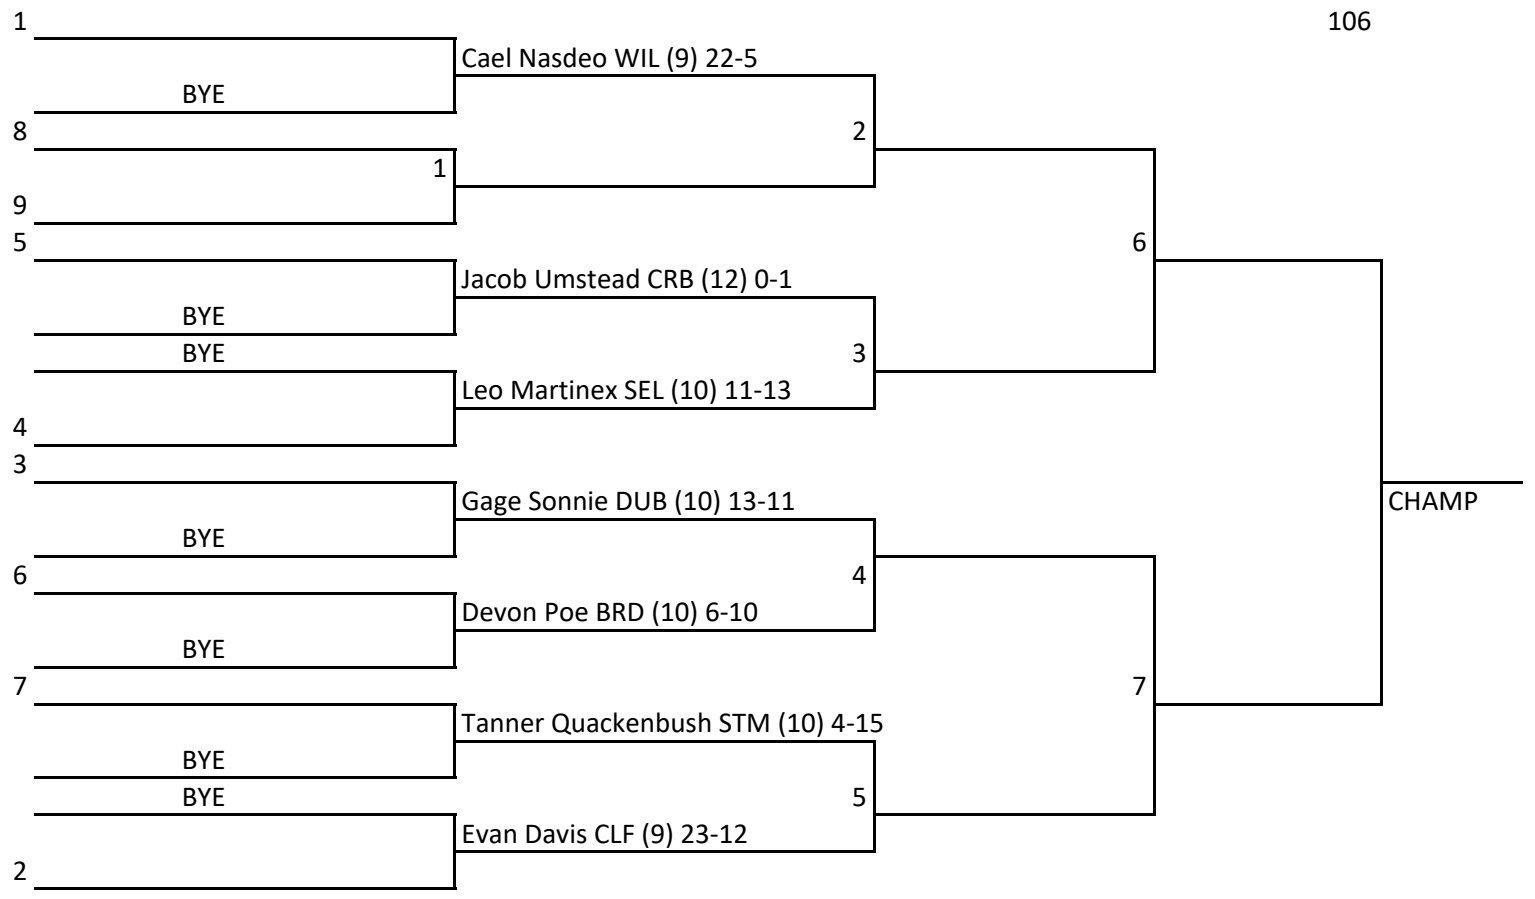 1
106
Cael Nasdeo WIL (9) 22-5
BYE
8
2
1
9
5
6
Jacob Umstead CRB (12) 0-1
BYE
BYE
3
Leo Martinex SEL (10) 11-13
4
3
Gage Sonnie DUB (10) 13-11
CHAMP
BYE
6
4
Devon Poe BRD (10) 6-10
BYE
7
7
Tanner Quackenbush STM (10) 4-15
BYE
BYE
5
Evan Davis CLF (9) 23-12
2